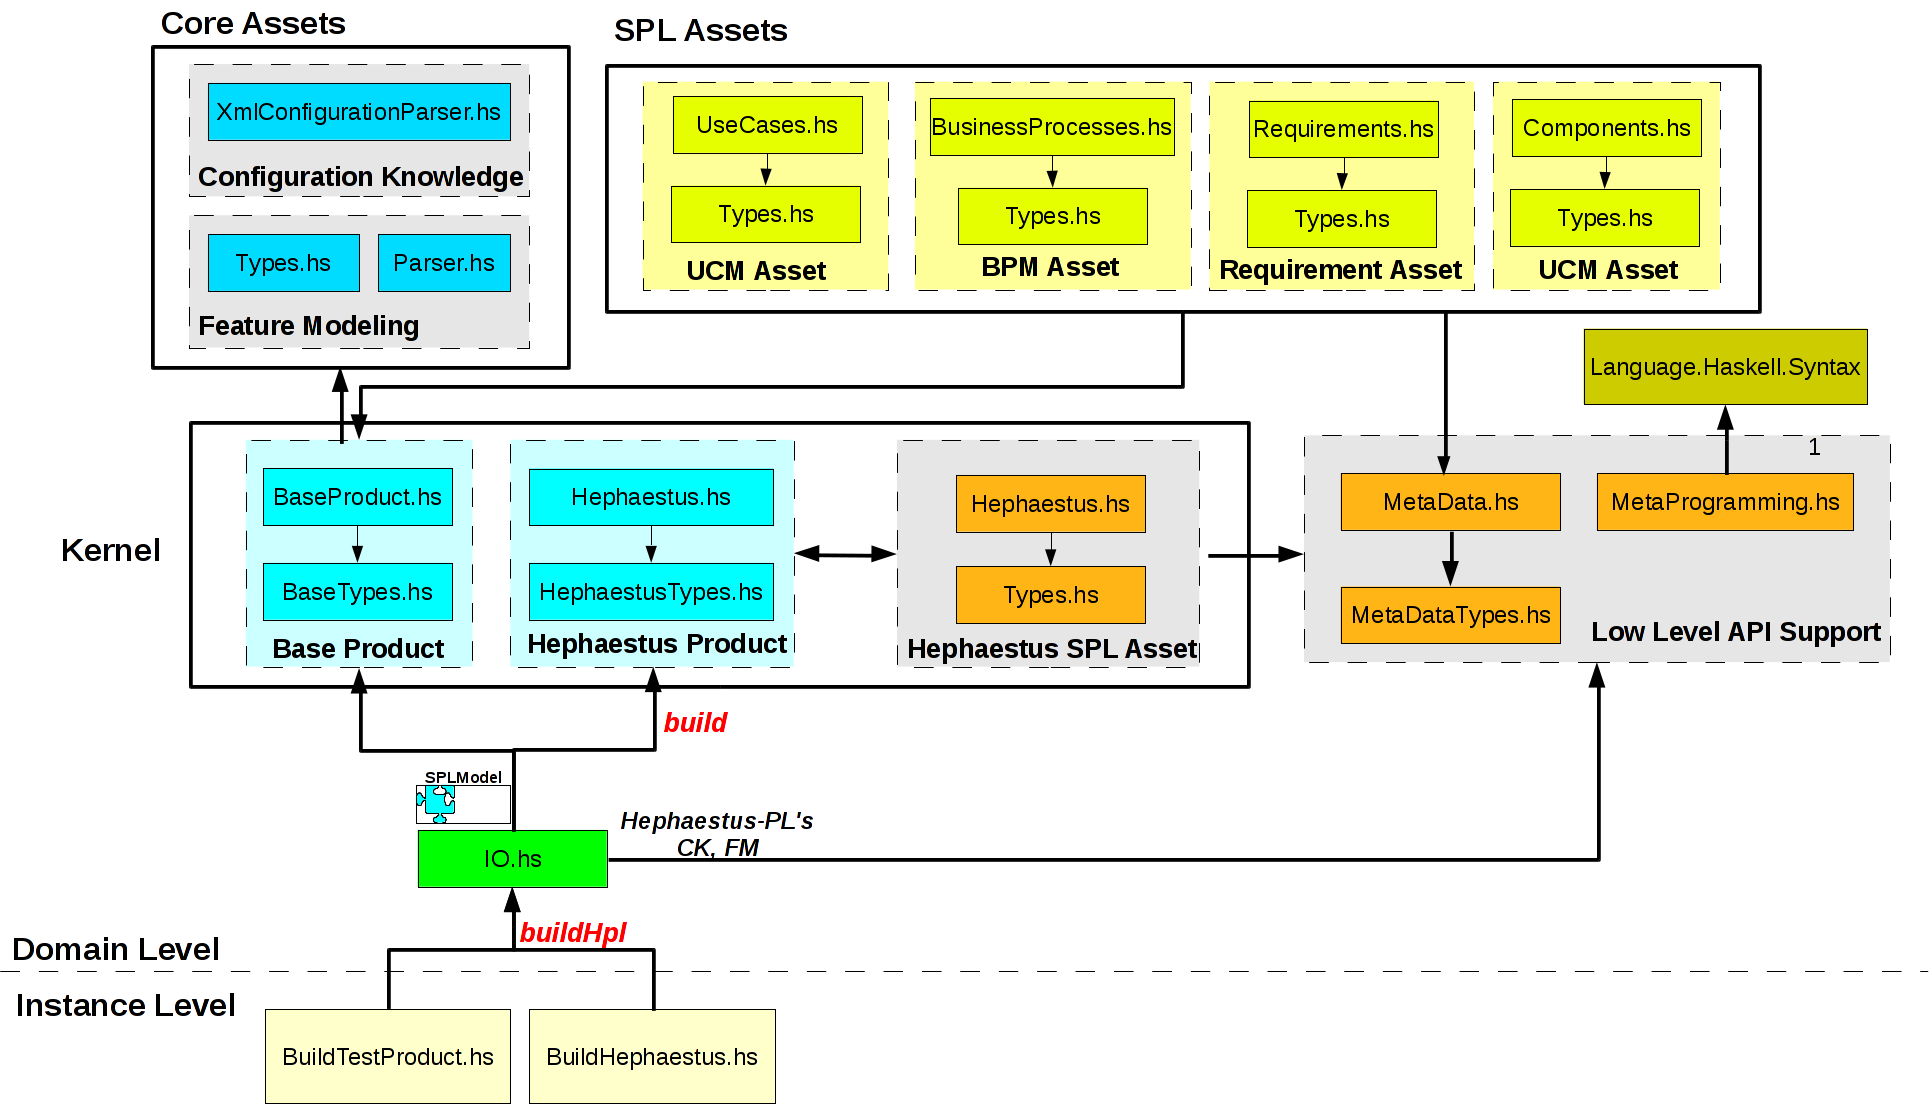 Core Assets
XmlConfigurationParser.hs
Configuration Knowledge
Types.hs
Parser.hs
Feature Modeling
SPL Assets
UseCases.hs
Types.hs
UCM Asset
BusinessProcesses.hs
Types.hs
BPM Asset
Requirements.hs
Types.hs
Requirement Asset
Components.hs
Types.hs
UCM Asset
Language.Haskell.Syntax
Kernel
BaseProduct.hs
BaseTypes.hs
Base Product
Hephaestus.hs
HephaestusTypes.hs
Hephaestus Product
Hephaestus.hs
Types.hs
Hephaestus SPL Asset
1
MetaData.hs
MetaProgramming.hs
MetaDataTypes.hs
Low Level API Support
build
SPLModel
IO.hs
Hephaestus-PL's
CK, FM
buildHpl
Domain Level
Instance Level
BuildTestProduct.hs
BuildHephaestus.hs